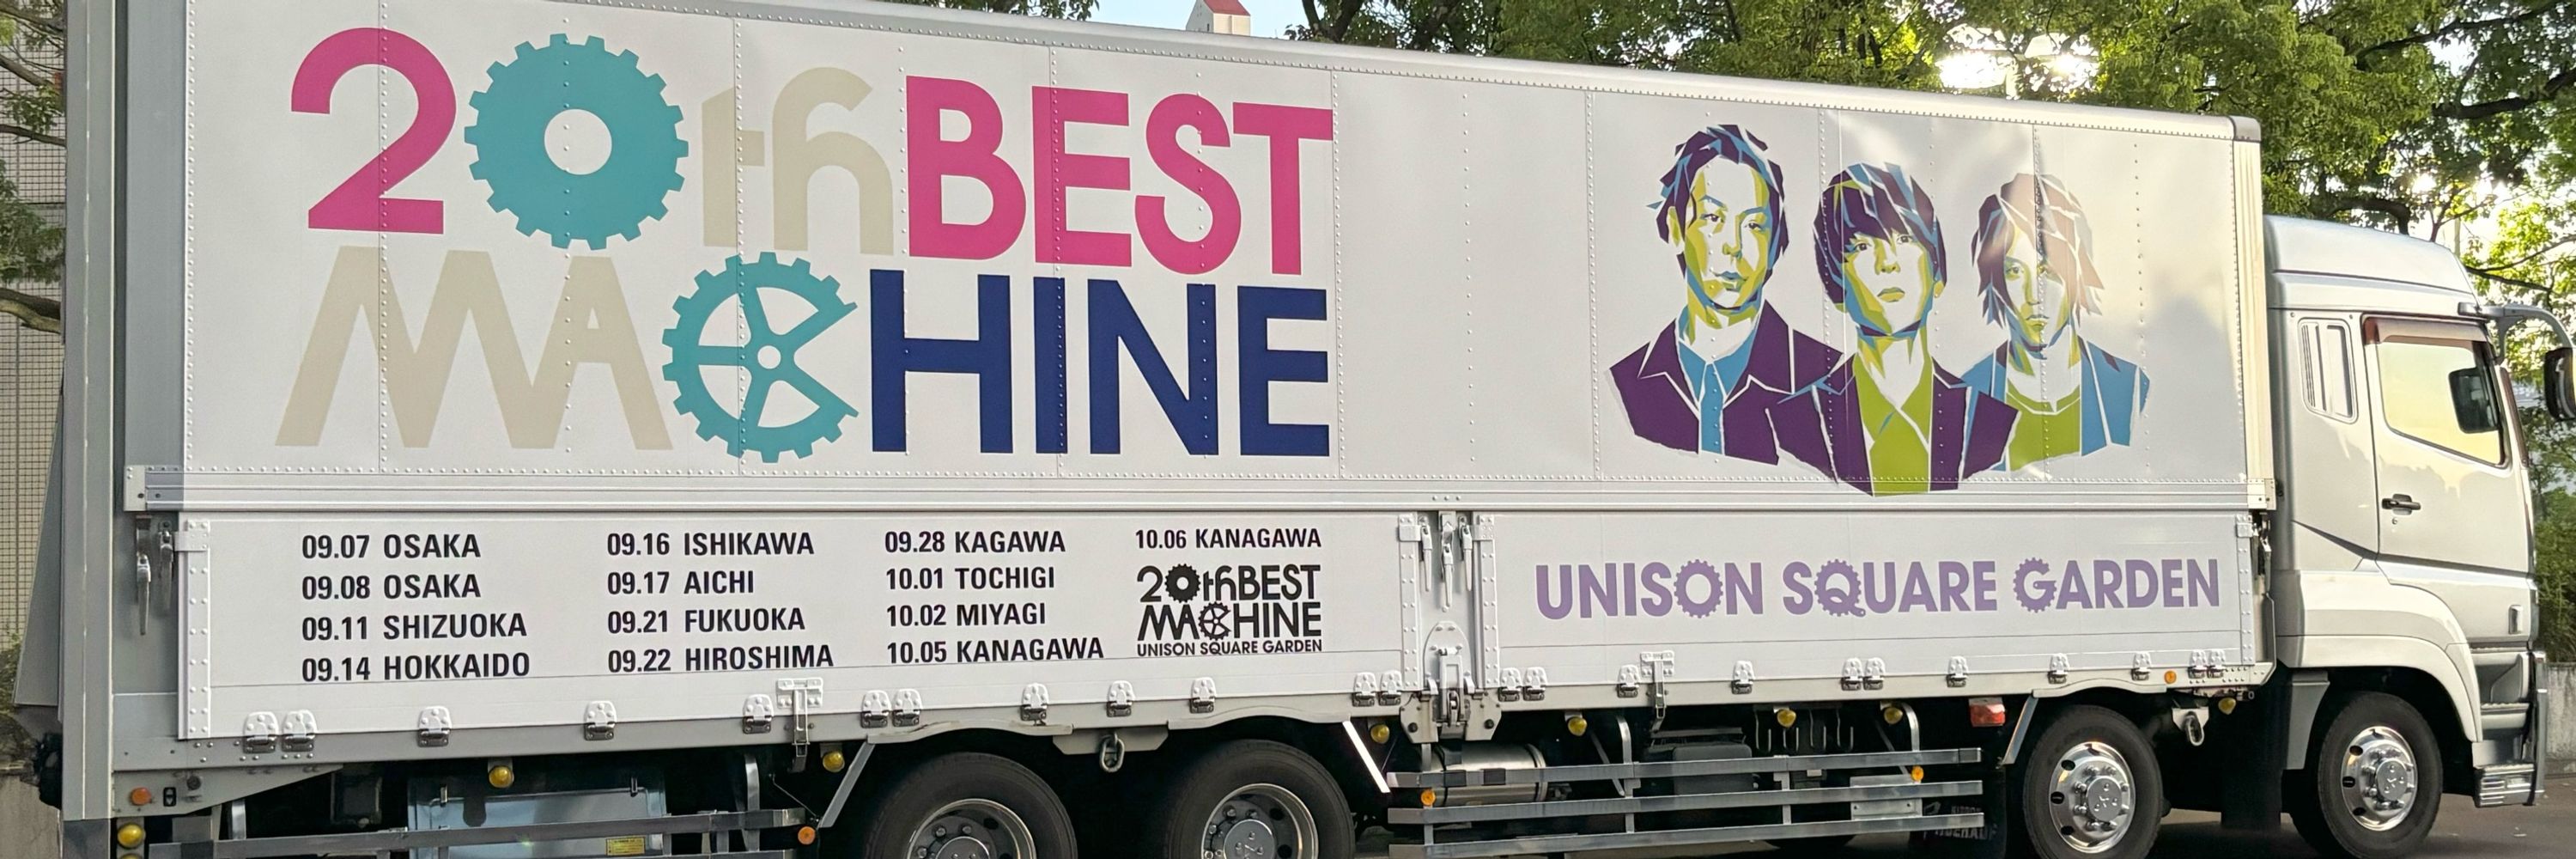 20th BEST
MACHINE
09.07 OSAKA
09.08 OSAKA
09.11 SHIZUOKA
09.14 HOKKAIDO
09.16 ISHIKAWA
09.17 AICHI
09.21 FUKUOKA
09.22 HIROSHIMA
09.28 KAGAWA
10.01 TOCHIGI
10.02 MIYAGI
10.05 KANAGAWA
10.06 KANAGAWA
20th BEST
MACHINE
UNISON SQUARE GARDEN
UNISON SQUARE GARDEN